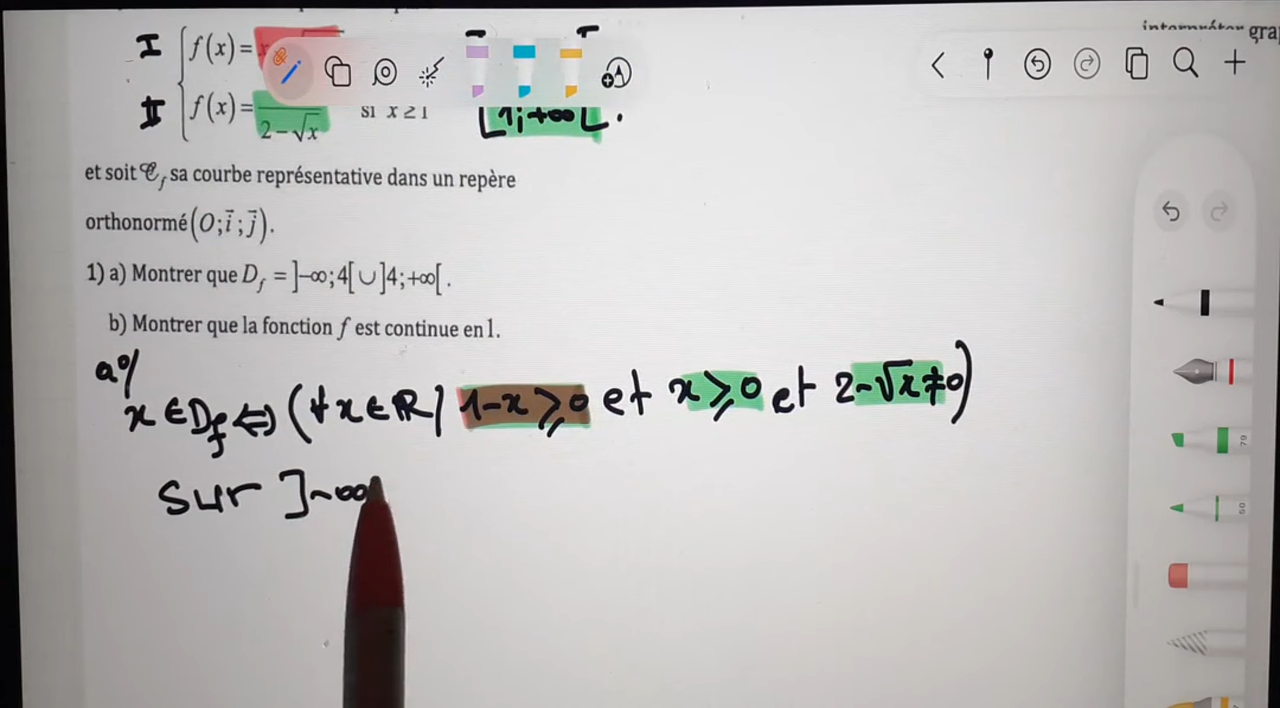 I f(x)=
II f(x)= 2-√x si x≥1 [1;+∞[.
et soit 𝒞f sa courbe représentative dans un repère
orthonormé (O;i⃗;j⃗).
1) a) Montrer que Df = ]-∞;4[∪]4;+∞[.
b) Montrer que la fonction f est continue en 1.
a%
x∈Df⇔(∀x∈ℝ/ 1-x≥0 et x≥0 et 2-√x≠0)
Sur ]-∞
79
50